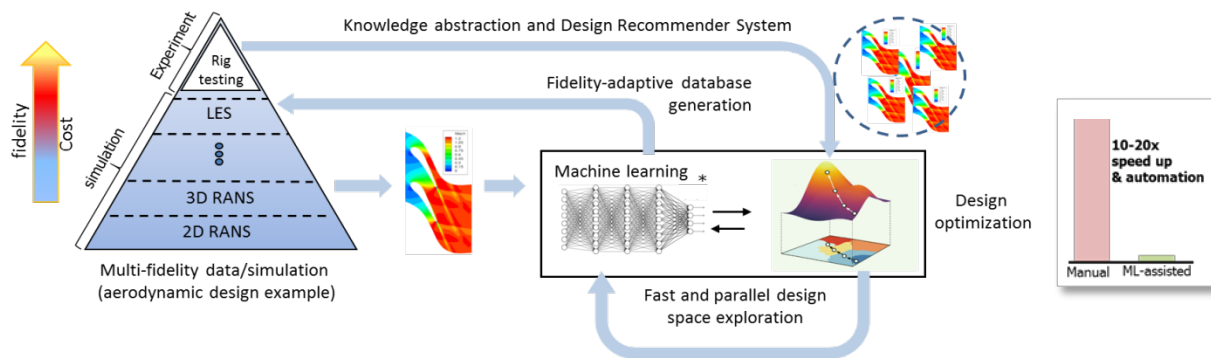 Knowledge abstraction and Design Recommender System
Fidelity-adaptive database
generation
fidelity
Cost
Experiment
simulation
Rig
testing
LES
3D RANS
2D RANS
Multi-fidelity data/simulation
(aerodynamic design example)
Machine learning *
Design
optimization
Fast and parallel design
space exploration
10-20x
speed up
& automation
Manual
ML-assisted